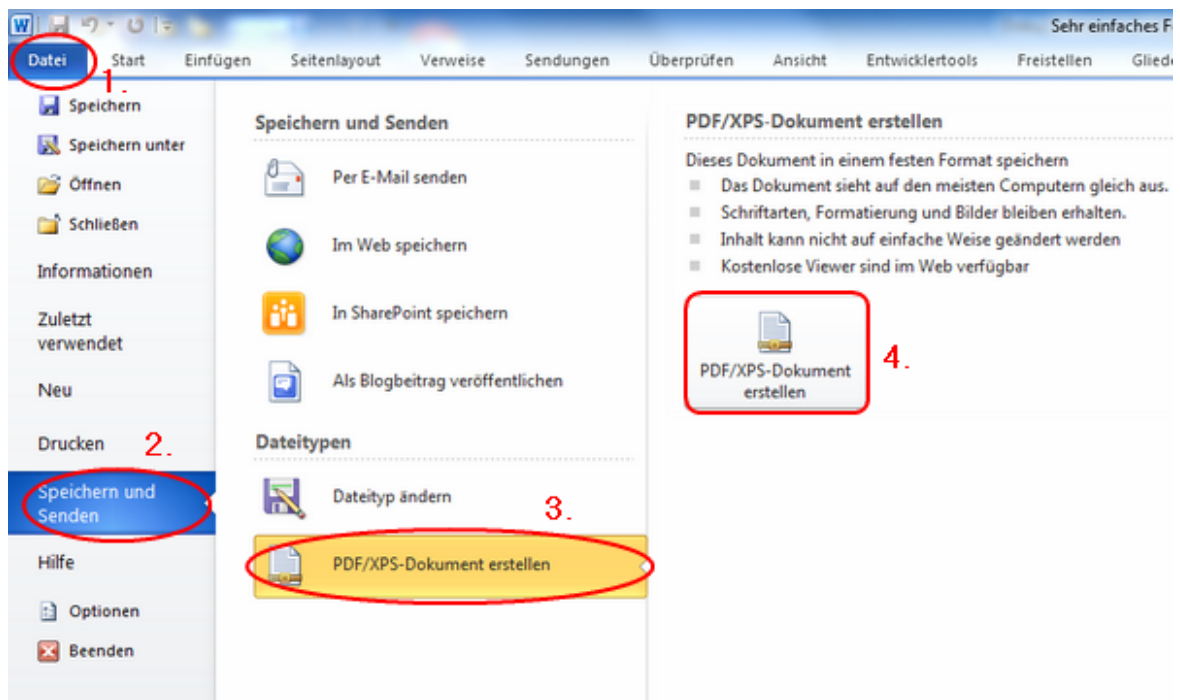 W
Sehr einfaches F
Datei Start Einfügen Seitenlayout Verweise Sendungen Überprüfen Ansicht Entwicklertools Freistellen Gliede
1.
Speichern
Speichern unter
Öffnen
Schließen
Informationen
Zuletzt
verwendet
Neu
Drucken
2.
Speichern und
Senden
Hilfe
Optionen
Beenden
Speichern und Senden
Per E-Mail senden
Im Web speichern
In SharePoint speichern
Als Blogbeitrag veröffentlichen
Dateitypen
Dateityp ändern
3.
PDF/XPS-Dokument erstellen
PDF/XPS-Dokument erstellen
Dieses Dokument in einem festen Format speichern
Das Dokument sieht auf den meisten Computern gleich aus.
Schriftarten, Formatierung und Bilder bleiben erhalten.
Inhalt kann nicht auf einfache Weise geändert werden
Kostenlose Viewer sind im Web verfügbar
PDF/XPS-Dokument
erstellen
4.